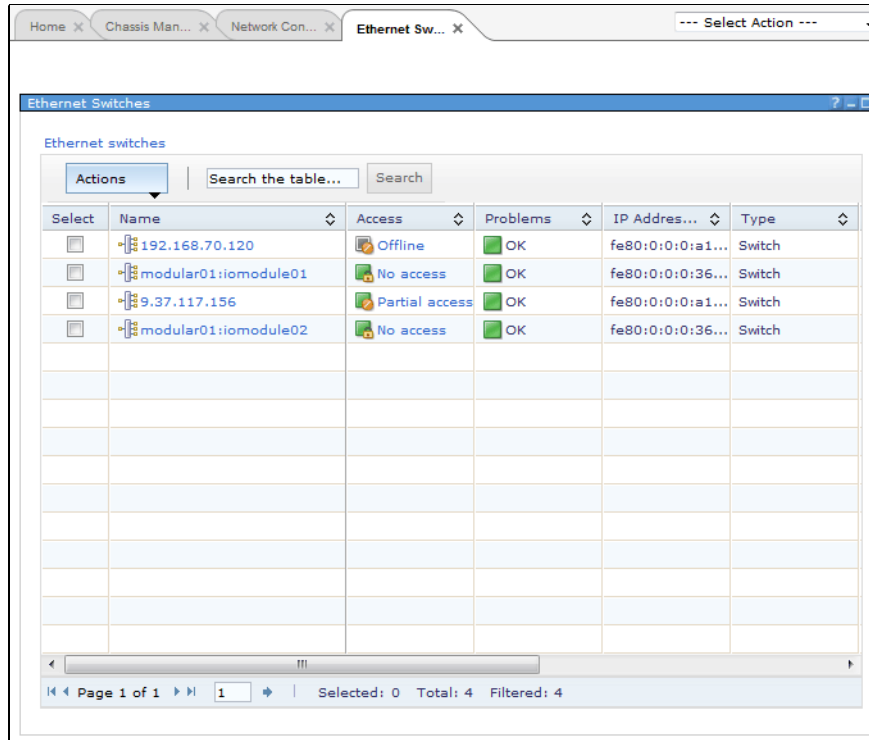 Home Chassis Man... Network Con... Ethernet Sw... --- Select Action ---
Ethernet Switches ?
Ethernet switches
Actions Search the table... Search
Select Name Access Problems IP Addres... Type
192.168.70.120 Offline OK fe80:0:0:0:a1... Switch
modular01:iomodule01 No access OK fe80:0:0:0:36... Switch
9.37.117.156 Partial access OK fe80:0:0:0:a1... Switch
modular01:iomodule02 No access OK fe80:0:0:0:36... Switch
Page 1 of 1 1 Selected: 0 Total: 4 Filtered: 4